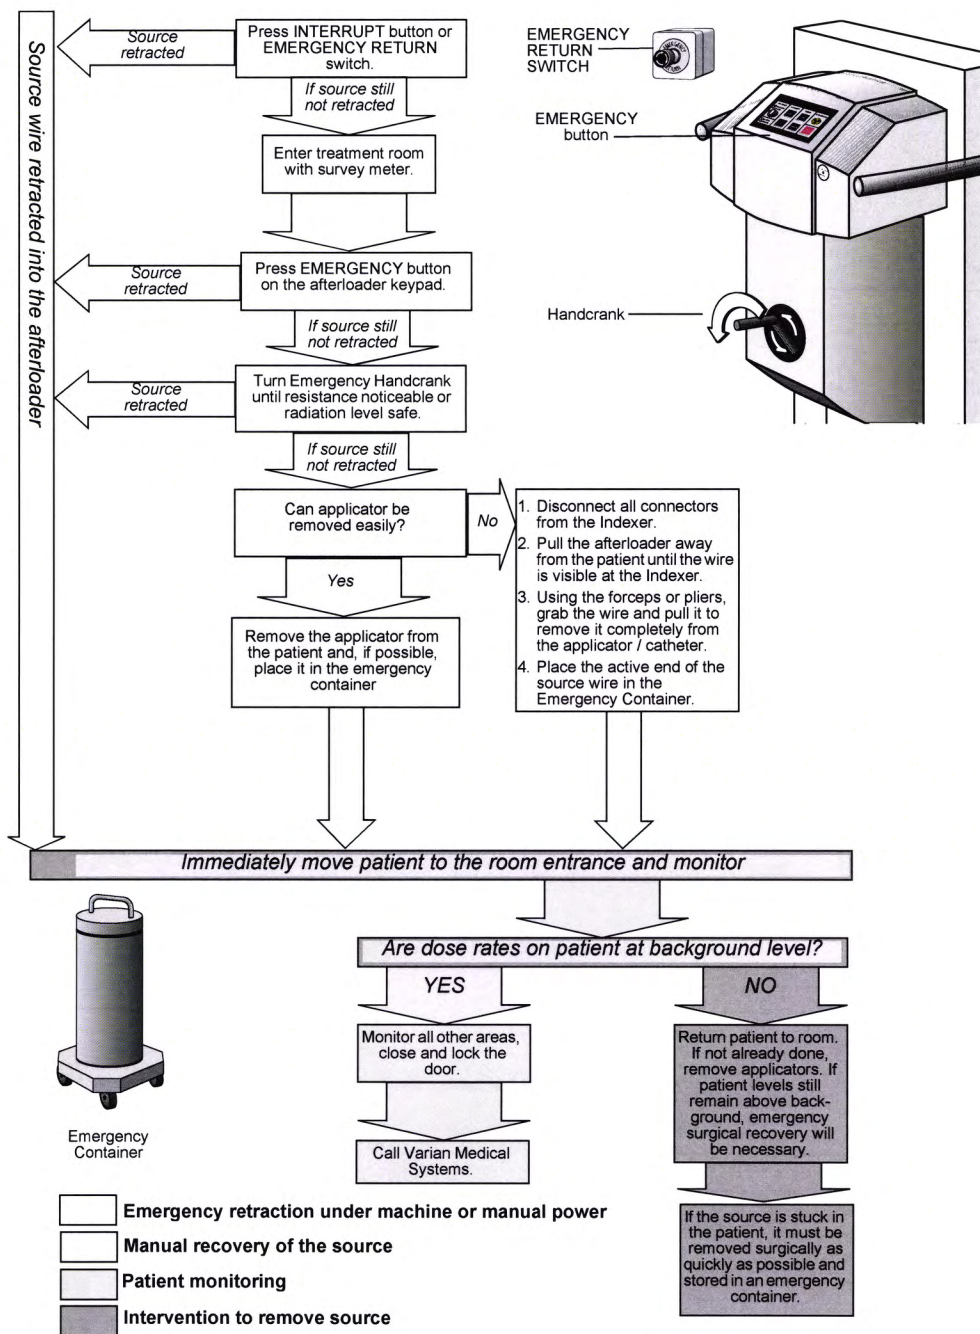 Source wire retracted into the afterloader
Source
retracted
Press INTERRUPT button or
EMERGENCY RETURN
switch.
If source still
not retracted
Enter treatment room
with survey meter.
Source
retracted
Press EMERGENCY button
on the afterloader keypad.
If source still
not retracted
Source
retracted
Turn Emergency Handcrank
until resistance noticeable or
radiation level safe.
If source still
not retracted
Can applicator be
removed easily?
No
Yes
Remove the applicator from
the patient and, if possible,
place it in the emergency
container
1. Disconnect all connectors
from the Indexer.
2. Pull the afterloader away
from the patient until the wire
is visible at the Indexer.
3. Using the forceps or pliers,
grab the wire and pull it to
remove it completely from
the applicator / catheter.
4. Place the active end of the
source wire in the
Emergency Container.
EMERGENCY
RETURN
SWITCH
EMERGENCY
button
Handcrank
Immediately move patient to the room entrance and monitor
Are dose rates on patient at background level?
YES
Monitor all other areas,
close and lock the
door.
Call Varian Medical
Systems.
NO
Return patient to room.
If not already done,
remove applicators. If
patient levels still
remain above back-
ground, emergency
surgical recovery will
be necessary.
If the source is stuck in
the patient, it must be
removed surgically as
quickly as possible and
stored in an emergency
container.
Emergency
Container
Emergency retraction under machine or manual power
Manual recovery of the source
Patient monitoring
Intervention to remove source